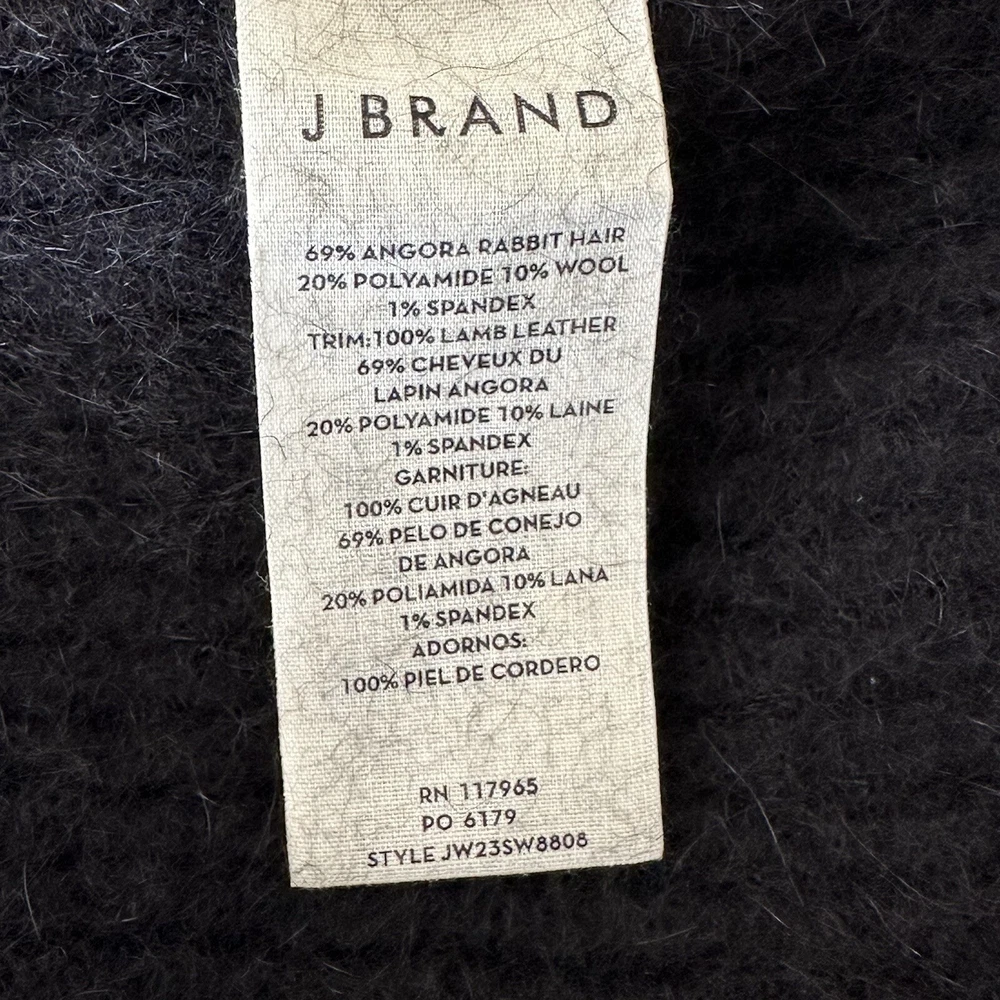 J BRAND
69% ANGORA RABBIT HAIR
20% POLYAMIDE 10% WOOL
1% SPANDEX
TRIM:100% LAMB LEATHER
69% CHEVEUX DU
LAPIN ANGORA
20% POLYAMIDE 10% LAINE
1% SPANDEX
GARNITURE:
100% CUIR D'AGNEAU
69% PELO DE CONEJO
DE ANGORA
20% POLIAMIDA 10% LANA
1% SPANDEX
ADORNOS:
100% PIEL DE CORDERO
RN 117965
PO 6179
STYLE JW23SW8808